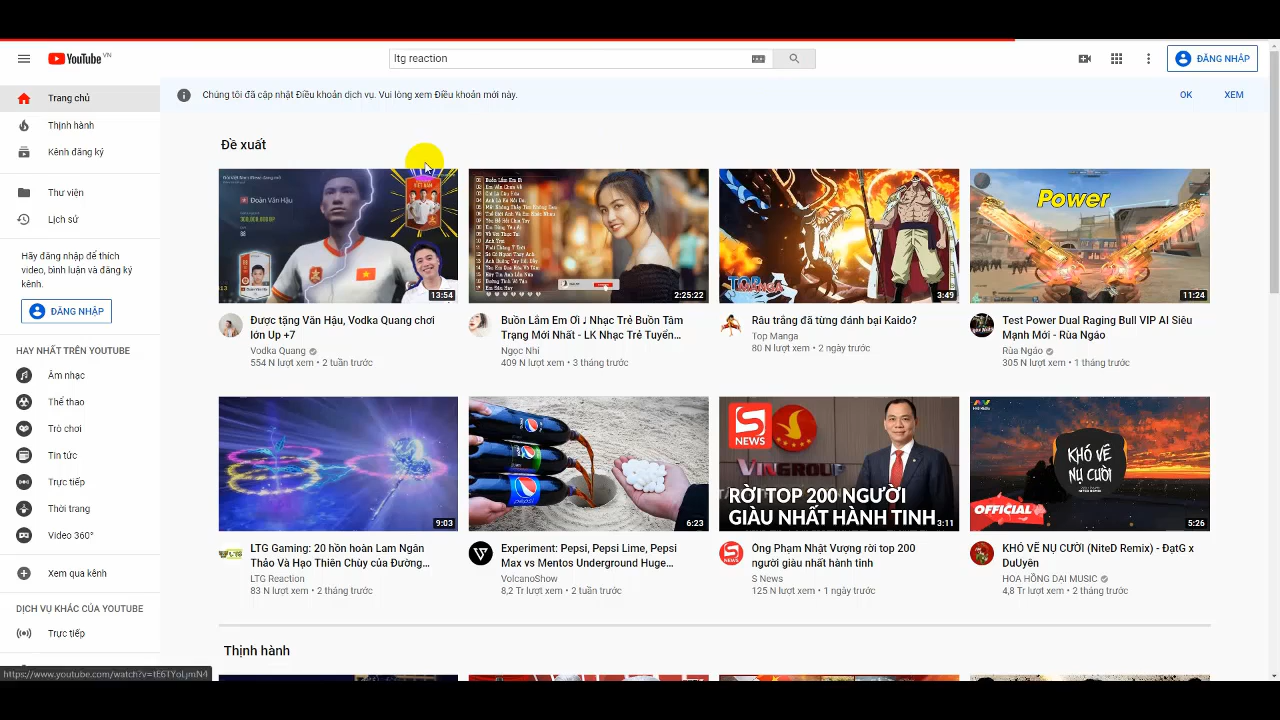 YouTube VN
ltg reaction
ĐĂNG NHẬP
Trang chủ
Thịnh hành
Kênh đăng ký
Thư viện
Lịch sử
Hãy đăng nhập để thích
video, bình luận và đăng ký
kênh.
ĐĂNG NHẬP
HAY NHẤT TRÊN YOUTUBE
Âm nhạc
Thể thao
Trò chơi
Tin tức
Trực tiếp
Thời trang
Video 360°
Xem qua kênh
DỊCH VỤ KHÁC CỦA YOUTUBE
Trực tiếp
https://www.youtube.com/watch?v=tE6TYoLjmN4
Chúng tôi đã cập nhật Điều khoản dịch vụ. Vui lòng xem Điều khoản mới này.
OK
XEM
Đề xuất
VIỆT NAM
Đoàn Văn Hậu
13:54
Được tặng Văn Hậu, Vodka Quang chơi
lớn Up +7
Vodka Quang
554 N lượt xem • 2 tuần trước
2:25:22
Buồn Lắm Em Ơi ♩ Nhạc Trẻ Buồn Tâm
Trạng Mới Nhất - LK Nhạc Trẻ Tuyển...
Ngoc Nhi
409 N lượt xem • 3 tháng trước
TOP
MANGA
3:49
Râu trắng đã từng đánh bại Kaido?
Top Manga
80 N lượt xem • 2 ngày trước
Power
11:24
Test Power Dual Raging Bull VIP AI Siêu
Mạnh Mới - Rùa Ngáo
Rùa Ngáo
305 N lượt xem • 1 tháng trước
9:03
LTG Gaming: 20 hồn hoàn Lam Ngân
Thảo Và Hạo Thiên Chùy của Đường...
LTG Reaction
83 N lượt xem • 2 tháng trước
6:23
Experiment: Pepsi, Pepsi Lime, Pepsi
Max vs Mentos Underground Huge...
VolcanoShow
8,2 Tr lượt xem • 2 tuần trước
S
NEWS
VINGROUP
RỜI TOP 200 NGƯỜI
GIÀU NHẤT HÀNH TINH
3:11
Ông Phạm Nhật Vượng rời top 200
người giàu nhất hành tinh
S News
125 N lượt xem • 1 ngày trước
KHÓ VẼ
NỤ CƯỜI
OFFICIAL
5:26
KHÓ VẼ NỤ CƯỜI (NiteD Remix) - ĐạtG x
DuUyên
HOA HỒNG DẠI MUSIC
4,8 Tr lượt xem • 2 tháng trước
Thịnh hành